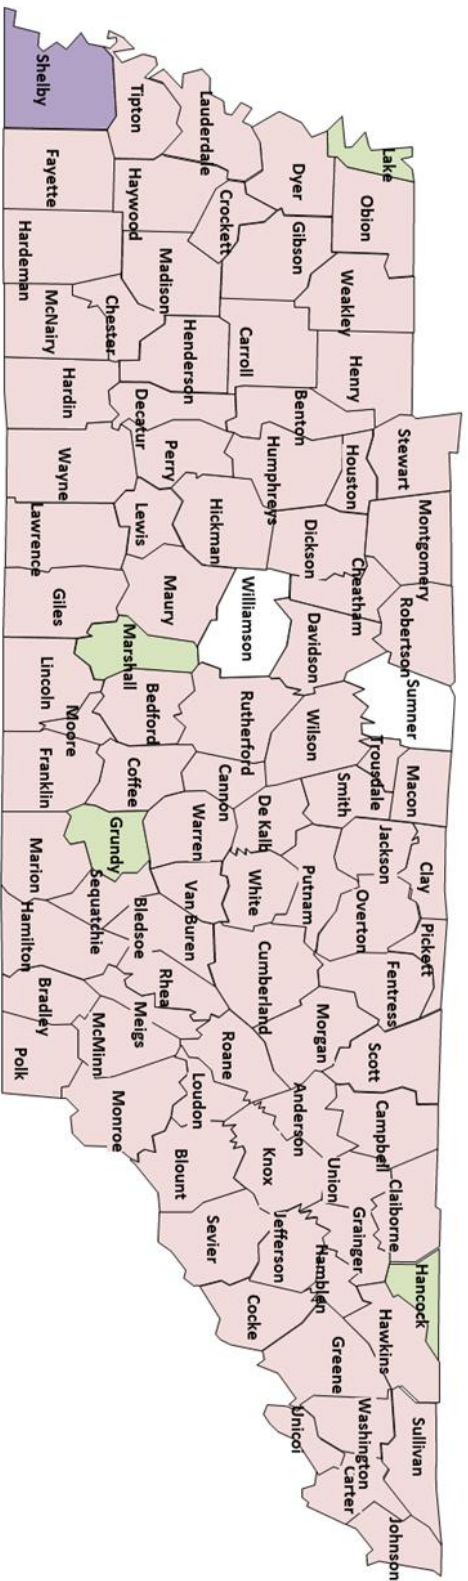 Lake
Obion
Weakley
Henry
Stewart
Montgomery
Robertson
Sumner
Macon
Clay
Pickett
Fentress
Scott
Campbell
Claiborne
Hancock
Hawkins
Sullivan
Johnson
Dyer
Gibson
Carroll
Benton
Houston
Humphreys
Dickson
Cheatham
Davidson
Wilson
Trousdale
Smith
Jackson
Overton
Putnam
Morgan
Anderson
Union
Grainger
Hamblen
Greene
Washington
Carter
Unicoi
Lauderdale
Crockett
Tipton
Haywood
Madison
Henderson
Decatur
Perry
Hickman
Williamson
Rutherford
Cannon
De Kalb
White
Cumberland
Roane
Loudon
Knox
Jefferson
Sevier
Cocke
Blount
Warren
Van Buren
Bledsoe
Rhea
Meigs
McMinn
Monroe
Chester
Lewis
Maury
Marshall
Bedford
Coffee
Grundy
Sequatchie
Shelby
Fayette
Hardeman
McNairy
Hardin
Wayne
Lawrence
Giles
Lincoln
Moore
Franklin
Marion
Hamilton
Bradley
Polk